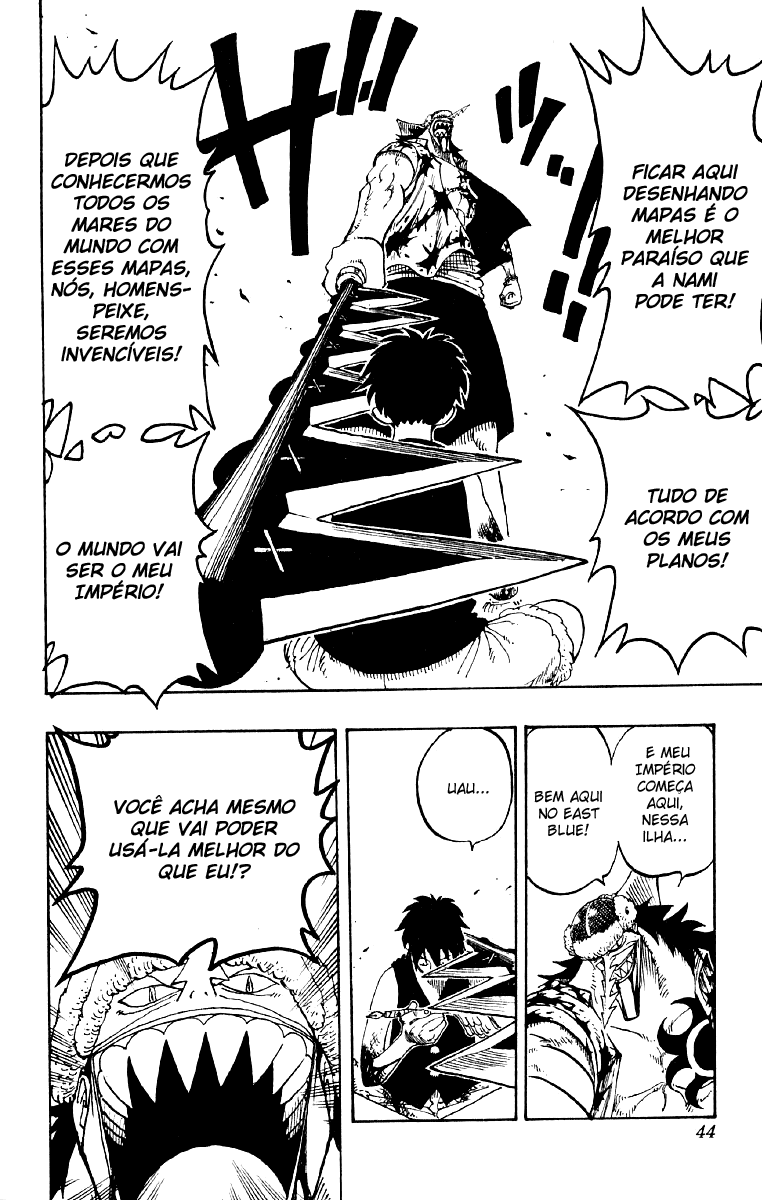 FICAR AQUI
DESENHANDO
MAPAS É O
MELHOR
PARAÍSO QUE
A NAMI
PODE TER!
DEPOIS QUE
CONHECERMOS
TODOS OS
MARES DO
MUNDO COM
ESSES MAPAS,
NÓS, HOMENS-
PEIXE,
SEREMOS
INVENCÍVEIS!
TUDO DE
ACORDO COM
OS MEUS
PLANOS!
O MUNDO VAI
SER O MEU
IMPÉRIO!
E MEU
IMPÉRIO
COMEÇA
AQUI,
NESSA
ILHA...
BEM AQUI
NO EAST
BLUE!
UAU...
VOCÊ ACHA MESMO
QUE VAI PODER
USÁ-LA MELHOR DO
QUE EU!?
44